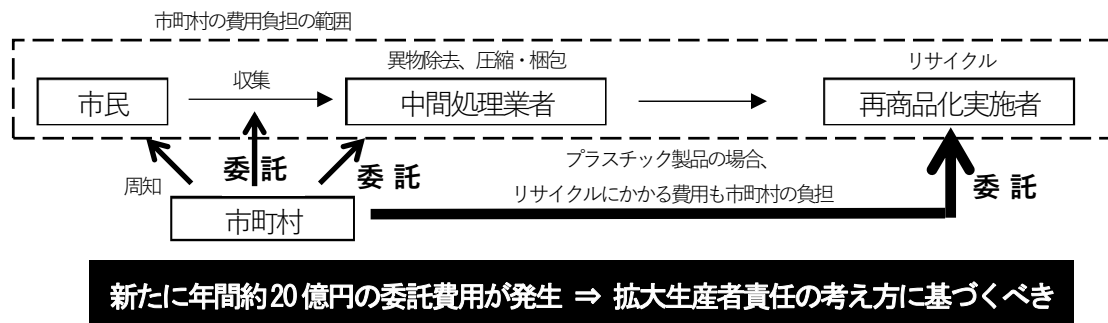 市町村の費用負担の範囲
異物除去、圧縮・梱包
リサイクル
市民
収集
中間処理業者
再商品化実施者
周知
委 託
委 託
プラスチック製品の場合、
リサイクルにかかる費用も市町村の負担
委 託
市町村
新たに年間約20億円の委託費用が発生 ⇒ 拡大生産者責任の考え方に基づくべき